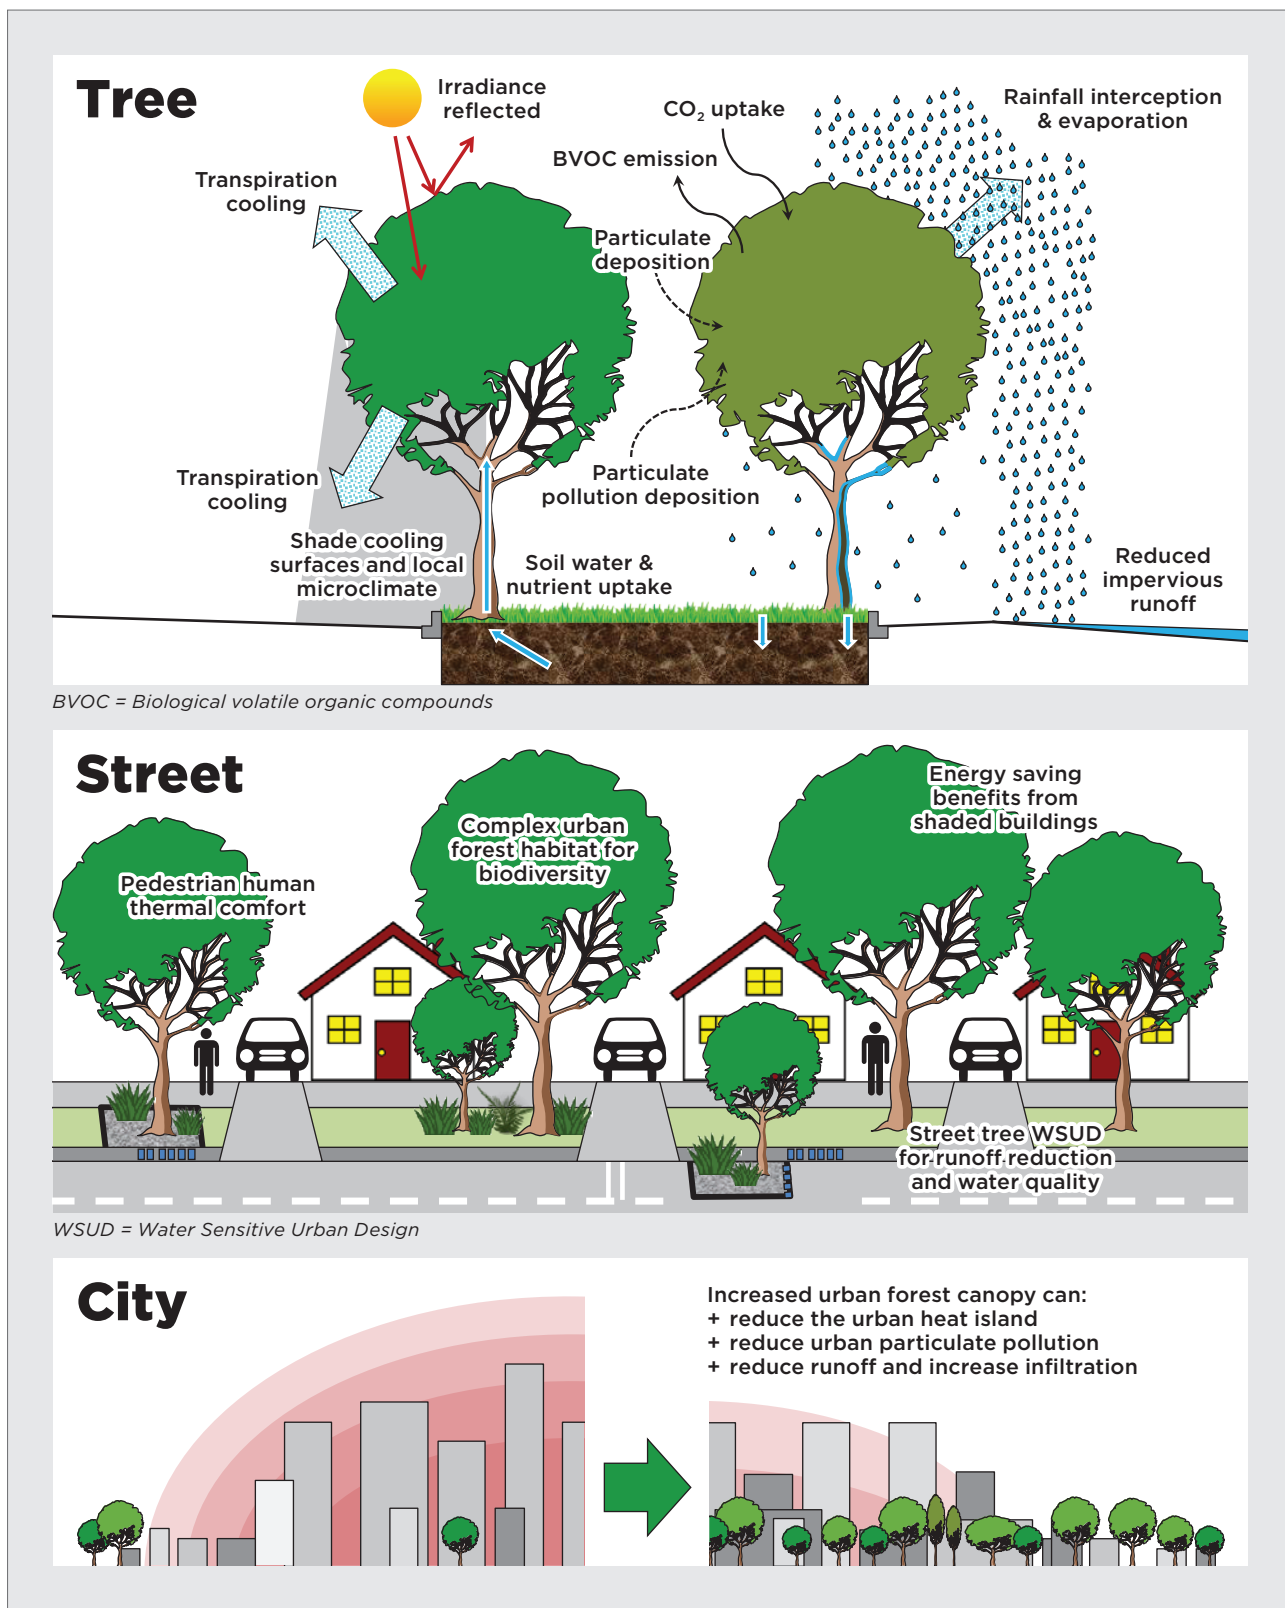 Tree
Irradiance
reflected
Transpiration
cooling
CO₂ uptake
BVOC emission
Particulate
deposition
Rainfall interception
& evaporation
Transpiration
cooling
Shade cooling
surfaces and local
microclimate
Soil water &
nutrient uptake
Particulate
pollution deposition
Reduced
impervious
runoff
BVOC = Biological volatile organic compounds
Street
Pedestrian human
thermal comfort
Complex urban
forest habitat for
biodiversity
Energy saving
benefits from
shaded buildings
Street tree WSUD
for runoff reduction
and water quality
WSUD = Water Sensitive Urban Design
City
Increased urban forest canopy can:
+ reduce the urban heat island
+ reduce urban particulate pollution
+ reduce runoff and increase infiltration